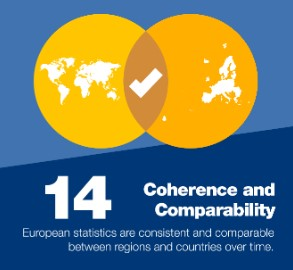 14
Coherence and
Comparability
European statistics are consistent and comparable
between regions and countries over time.